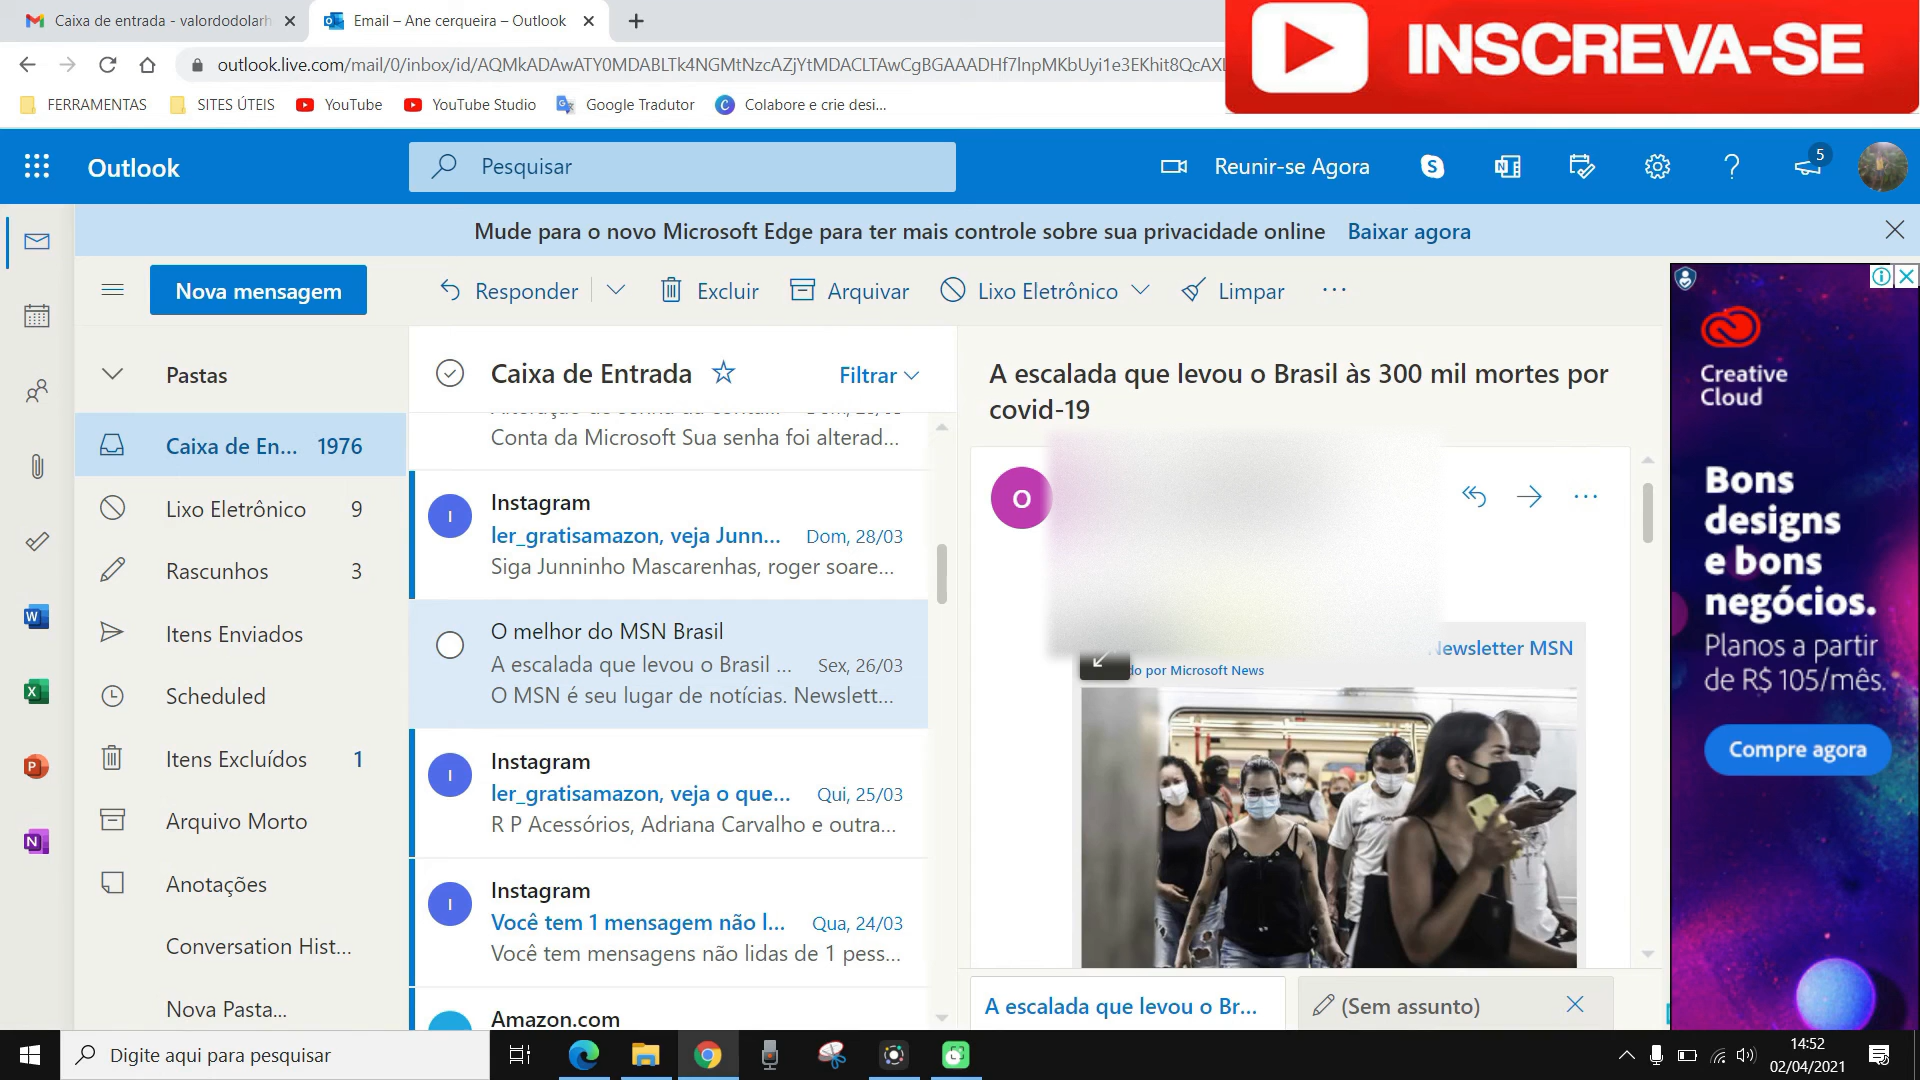 Caixa de entrada - valordodolarh
Email – Ane cerqueira – Outlook
INSCREVA-SE
outlook.live.com/mail/0/inbox/id/AQMkADAwATY0MDABLTk4NGMtNzcAZjYtMDACLTAwCgBGAAADHf7lnpMKbUyi1e3EKhit8QcAXL
FERRAMENTAS
SITES ÚTEIS
YouTube
YouTube Studio
Google Tradutor
Colabore e crie desi...
Outlook
Pesquisar
Reunir-se Agora
5
Mude para o novo Microsoft Edge para ter mais controle sobre sua privacidade online
Baixar agora
Nova mensagem
Responder
Excluir
Arquivar
Lixo Eletrônico
Limpar
Pastas
Caixa de En... 1976
Lixo Eletrônico 9
Rascunhos 3
Itens Enviados
Scheduled
Itens Excluídos 1
Arquivo Morto
Anotações
Conversation Hist...
Nova Pasta...
Caixa de Entrada
Filtrar
Conta da Microsoft Sua senha foi alterad...
Instagram
ler_gratisamazon, veja Junn... Dom, 28/03
Siga Junninho Mascarenhas, roger soare...
O melhor do MSN Brasil
A escalada que levou o Brasil ... Sex, 26/03
O MSN é seu lugar de notícias. Newslett...
Instagram
ler_gratisamazon, veja o que... Qui, 25/03
R P Acessórios, Adriana Carvalho e outra...
Instagram
Você tem 1 mensagem não l... Qua, 24/03
Você tem mensagens não lidas de 1 pess...
Amazon.com
A escalada que levou o Brasil às 300 mil mortes por
covid-19
O
Newsletter MSN
do por Microsoft News
A escalada que levou o Br...
(Sem assunto)
Creative
Cloud
Bons
designs
e bons
negócios.
Planos a partir
de R$ 105/mês.
Compre agora
Digite aqui para pesquisar
14:52
02/04/2021